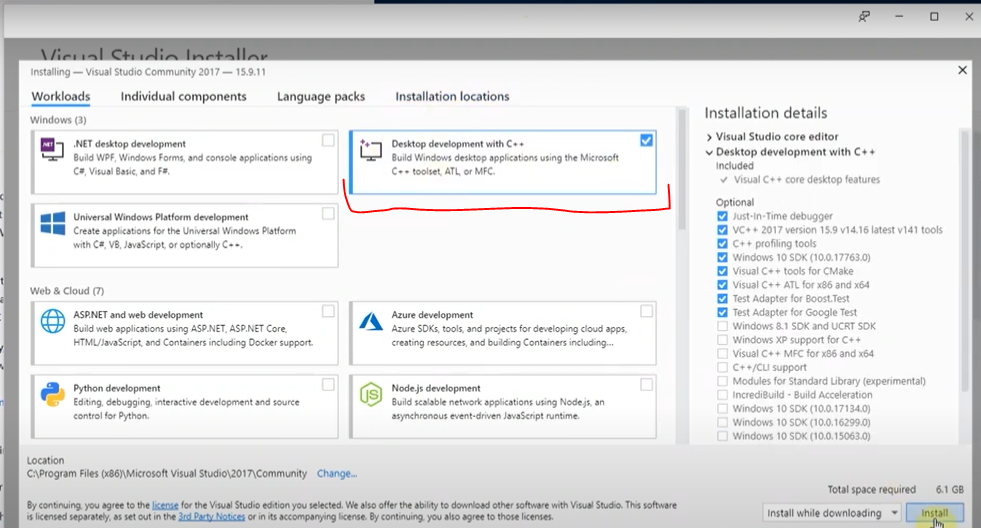 Visual Studio Installer
Installing — Visual Studio Community 2017 — 15.9.11
Workloads
Individual components
Language packs
Installation locations
Windows (3)
.NET desktop development
Build WPF, Windows Forms, and console applications using
C#, Visual Basic, and F#.
Desktop development with C++
Build Windows desktop applications using the Microsoft
C++ toolset, ATL, or MFC.
Universal Windows Platform development
Create applications for the Universal Windows Platform
with C#, VB, JavaScript, or optionally C++.
Web & Cloud (7)
ASP.NET and web development
Build web applications using ASP.NET, ASP.NET Core,
HTML/JavaScript, and Containers including Docker support.
Azure development
Azure SDKs, tools, and projects for developing cloud apps,
creating resources, and building Containers including...
Python development
Editing, debugging, interactive development and source
control for Python.
Node.js development
Build scalable network applications using Node.js, an
asynchronous event-driven JavaScript runtime.
Installation details
Visual Studio core editor
Desktop development with C++
Included
Visual C++ core desktop features
Optional
Just-In-Time debugger
VC++ 2017 version 15.9 v14.16 latest v141 tools
C++ profiling tools
Windows 10 SDK (10.0.17763.0)
Visual C++ tools for CMake
Visual C++ ATL for x86 and x64
Test Adapter for Boost.Test
Test Adapter for Google Test
Windows 8.1 SDK and UCRT SDK
Windows XP support for C++
Visual C++ MFC for x86 and x64
C++/CLI support
Modules for Standard Library (experimental)
IncrediBuild - Build Acceleration
Windows 10 SDK (10.0.17134.0)
Windows 10 SDK (10.0.16299.0)
Windows 10 SDK (10.0.15063.0)
Location
C:\Program Files (x86)\Microsoft Visual Studio\2017\Community Change...
Total space required 6.1 GB
By continuing, you agree to the license for the Visual Studio edition you selected. We also offer the ability to download other software with Visual Studio. This software
is licensed separately, as set out in the 3rd Party Notices or in its accompanying license. By continuing, you also agree to those licenses.
Install while downloading
Install